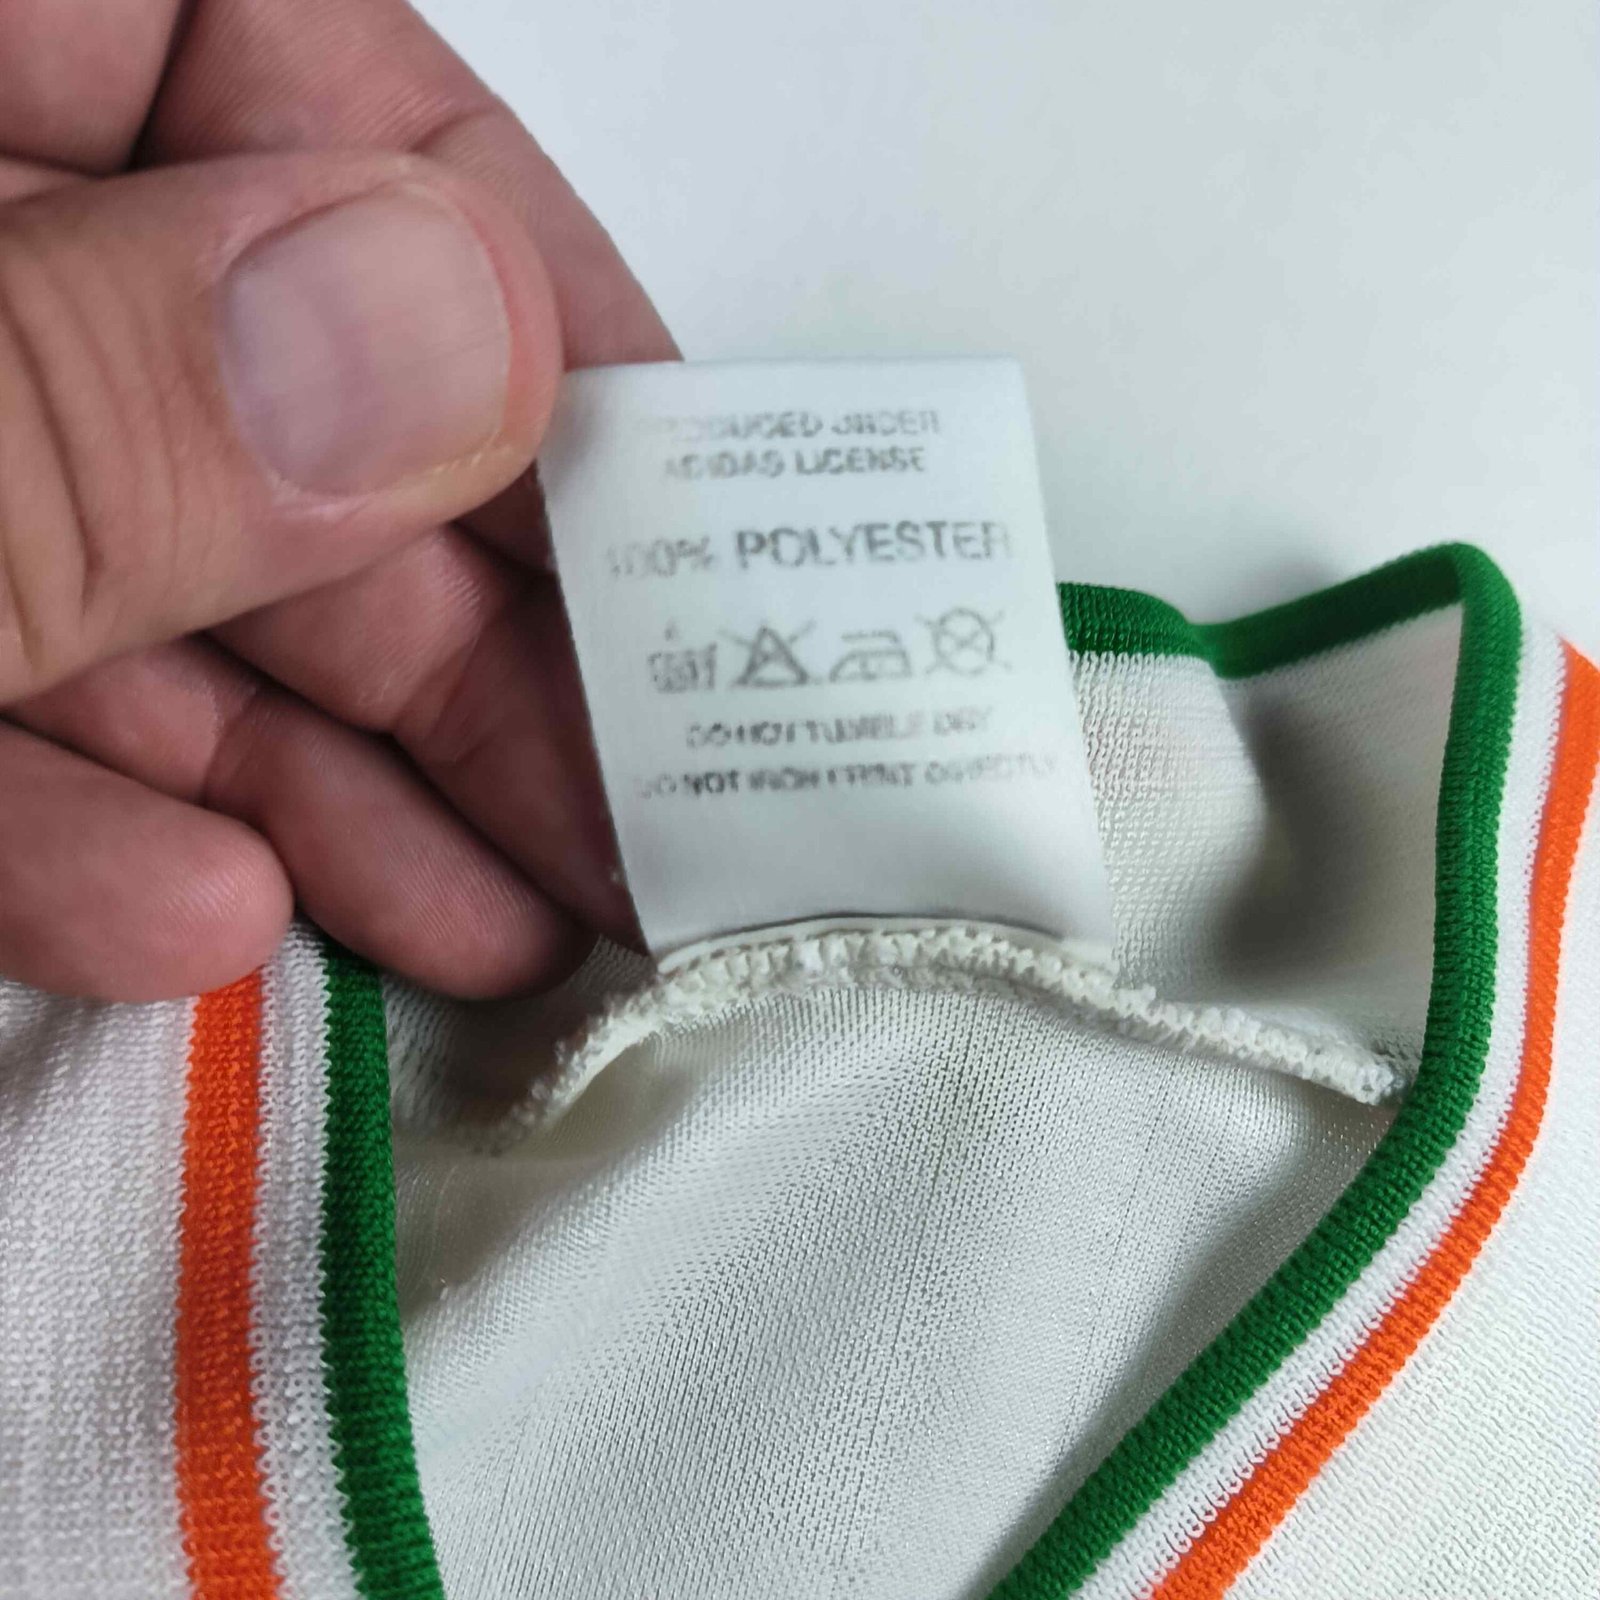 PRODUCED UNDER
ADIDAS LICENSE
100% POLYESTER
DO NOT TUMBLE DRY
DO NOT IRON PRINT DIRECTLY